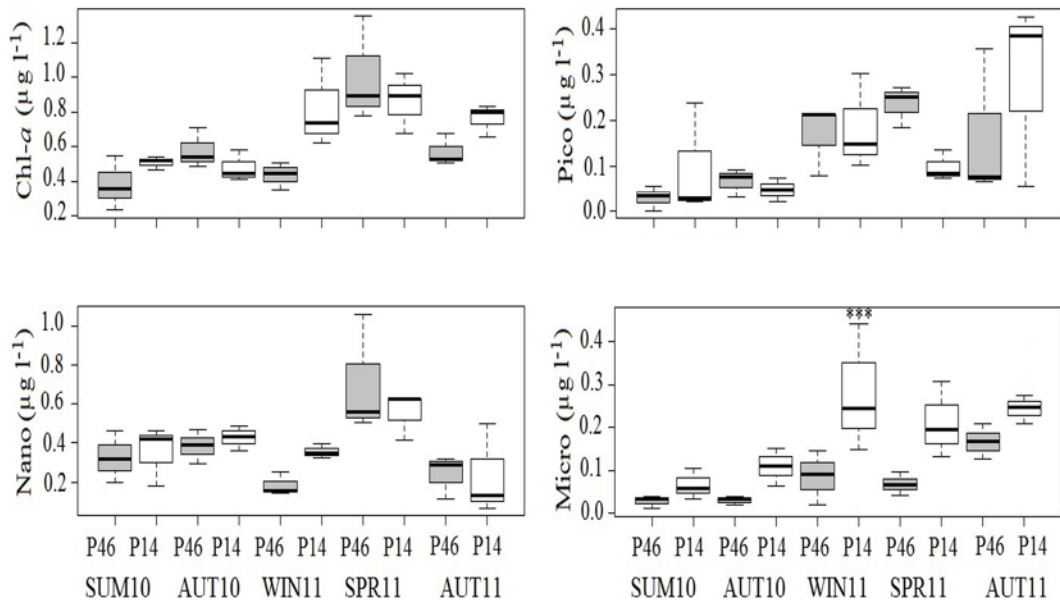 Chl-a (µg l-1)
1.2
1.0
0.8
0.6
0.4
0.2
Pico (µg l-1)
0.4
0.3
0.2
0.1
0.0
Nano (µg l-1)
1.0
0.8
0.6
0.4
0.2
Micro (µg l-1)
0.4
0.3
0.2
0.1
0.0
***
P46 P14 P46 P14 P46 P14 P46 P14 P46 P14
SUM10 AUT10 WIN11 SPR11 AUT11
P46 P14 P46 P14 P46 P14 P46 P14 P46 P14
SUM10 AUT10 WIN11 SPR11 AUT11